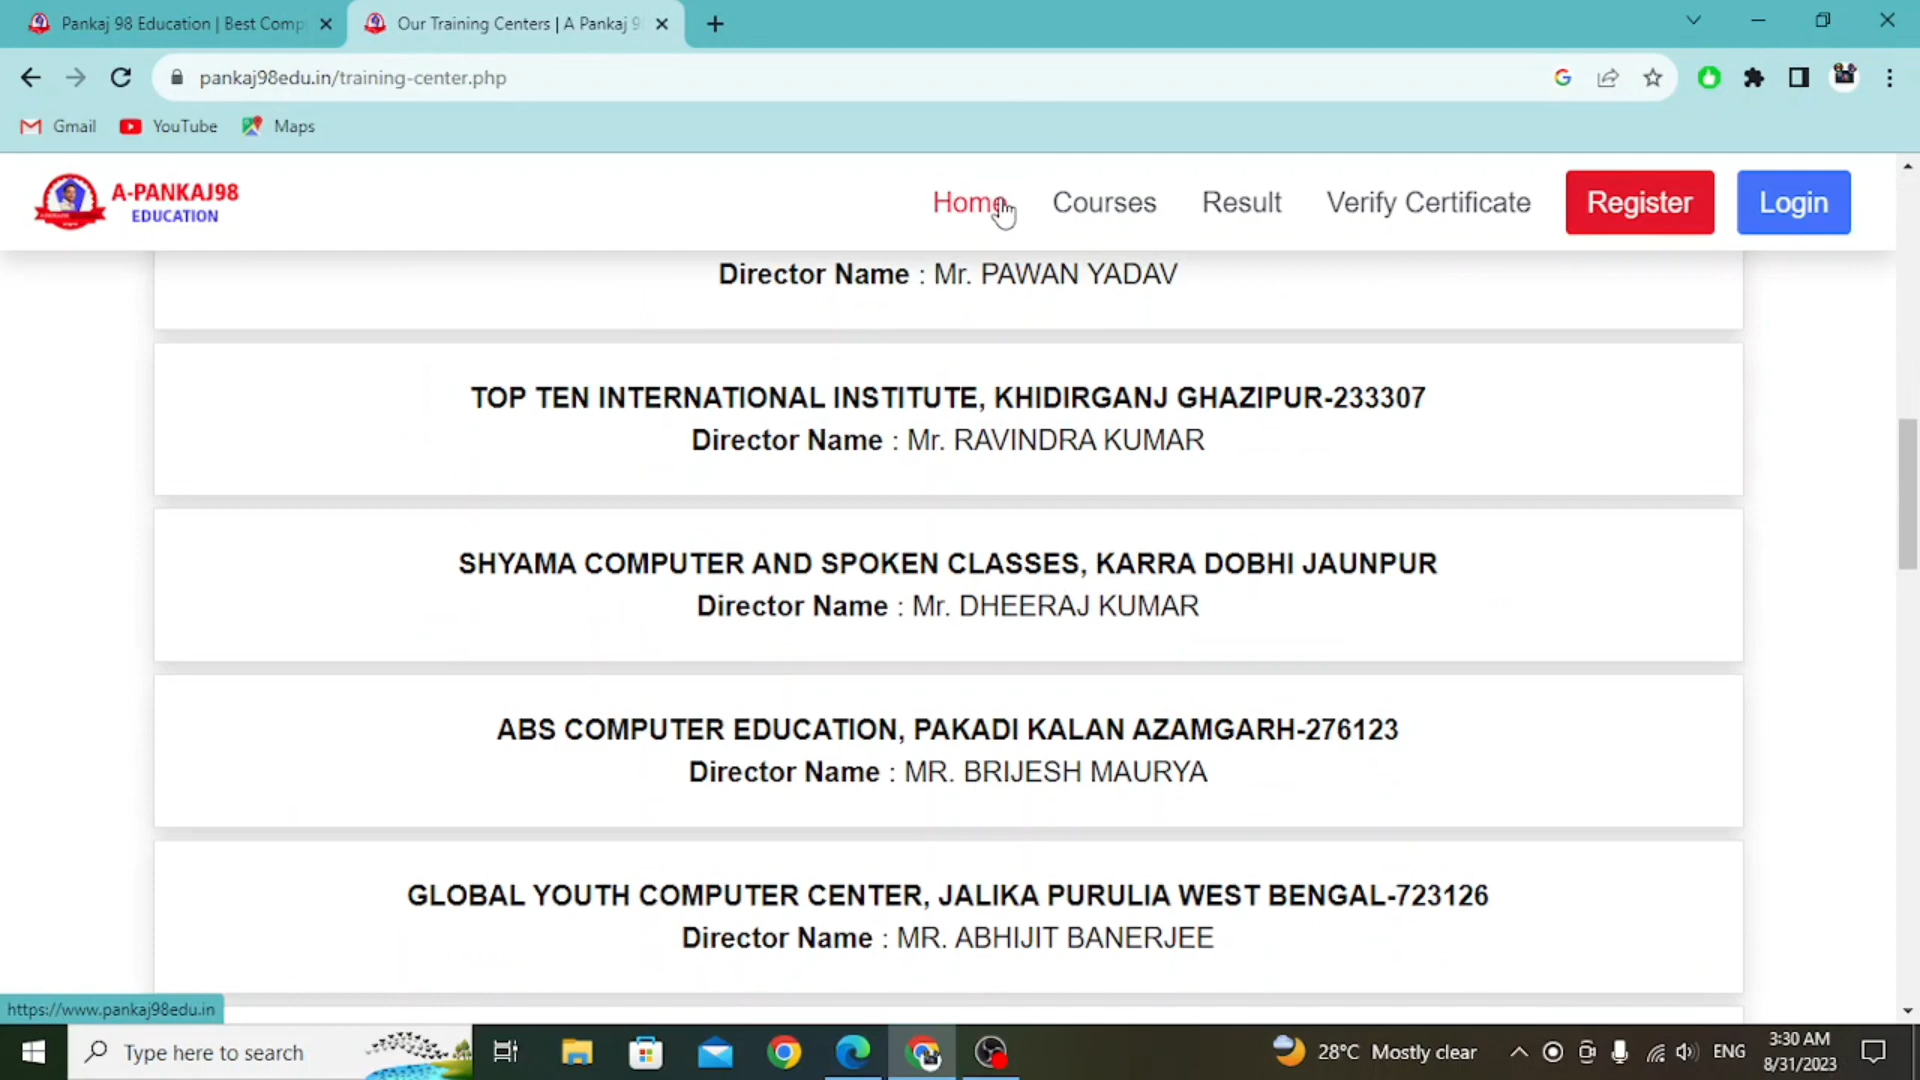 Pankaj 98 Education | Best Comp
Our Training Centers | A Pankaj 9
pankaj98edu.in/training-center.php
Gmail
YouTube
Maps
A-PANKAJ98
EDUCATION
Home
Courses
Result
Verify Certificate
Register
Login
Director Name : Mr. PAWAN YADAV
TOP TEN INTERNATIONAL INSTITUTE, KHIDIRGANJ GHAZIPUR-233307
Director Name : Mr. RAVINDRA KUMAR
SHYAMA COMPUTER AND SPOKEN CLASSES, KARRA DOBHI JAUNPUR
Director Name : Mr. DHEERAJ KUMAR
ABS COMPUTER EDUCATION, PAKADI KALAN AZAMGARH-276123
Director Name : MR. BRIJESH MAURYA
GLOBAL YOUTH COMPUTER CENTER, JALIKA PURULIA WEST BENGAL-723126
Director Name : MR. ABHIJIT BANERJEE
https://www.pankaj98edu.in
Type here to search
28°C Mostly clear
ENG
3:30 AM
8/31/2023